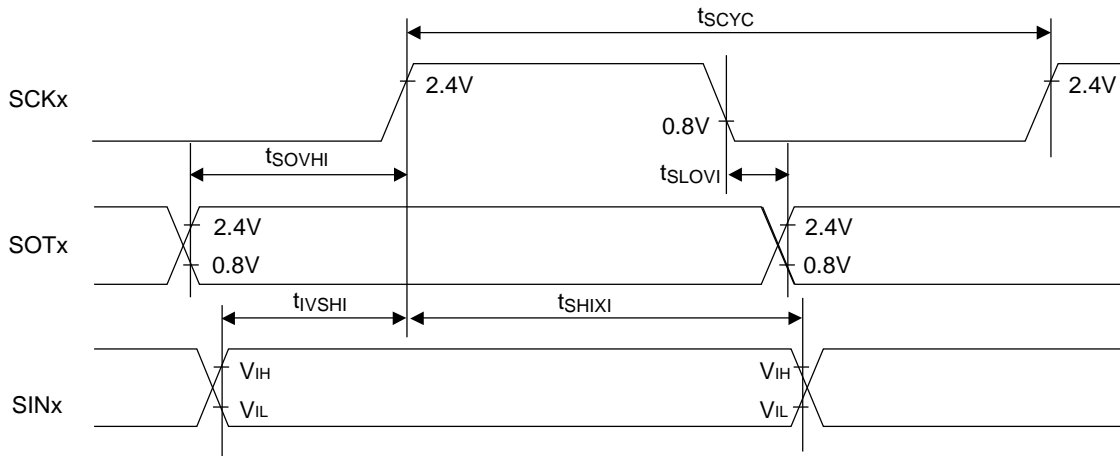 tSCYC
SCKx
2.4V
0.8V
2.4V
tSOVHI
tSLOVI
SOTx
2.4V
0.8V
2.4V
0.8V
tIVSHI
tSHIXI
SINx
VIH
VIL
VIH
VIL